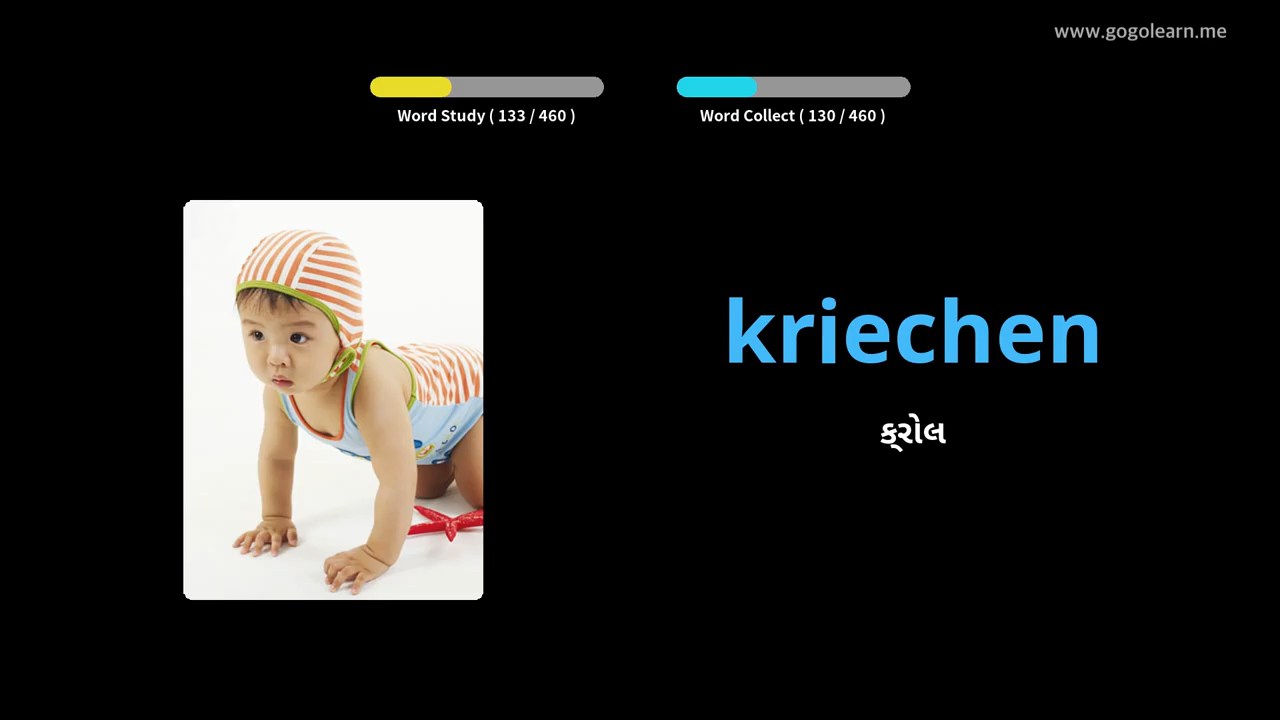 www.gogolearn.me
Word Study ( 133 / 460 )
Word Collect ( 130 / 460 )
kriechen
ક્રોલ